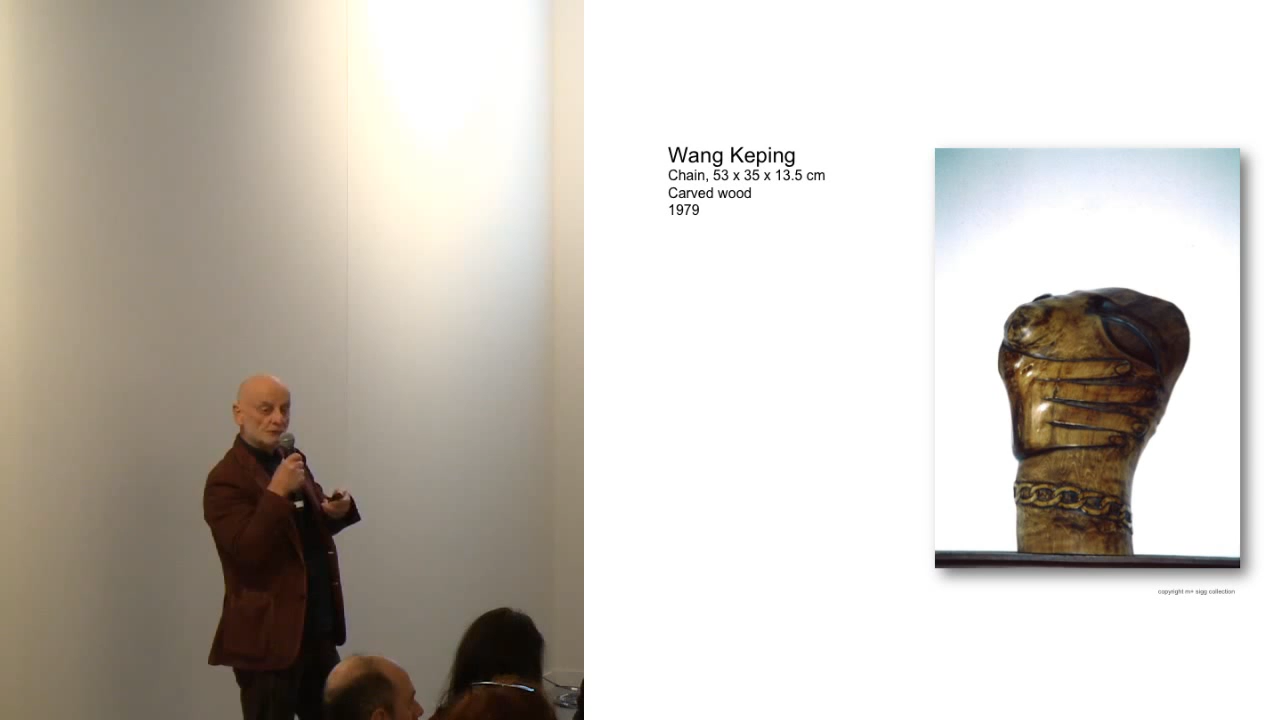 Wang Keping
Chain, 53 x 35 x 13.5 cm
Carved wood
1979
copyright m+ sigg collection